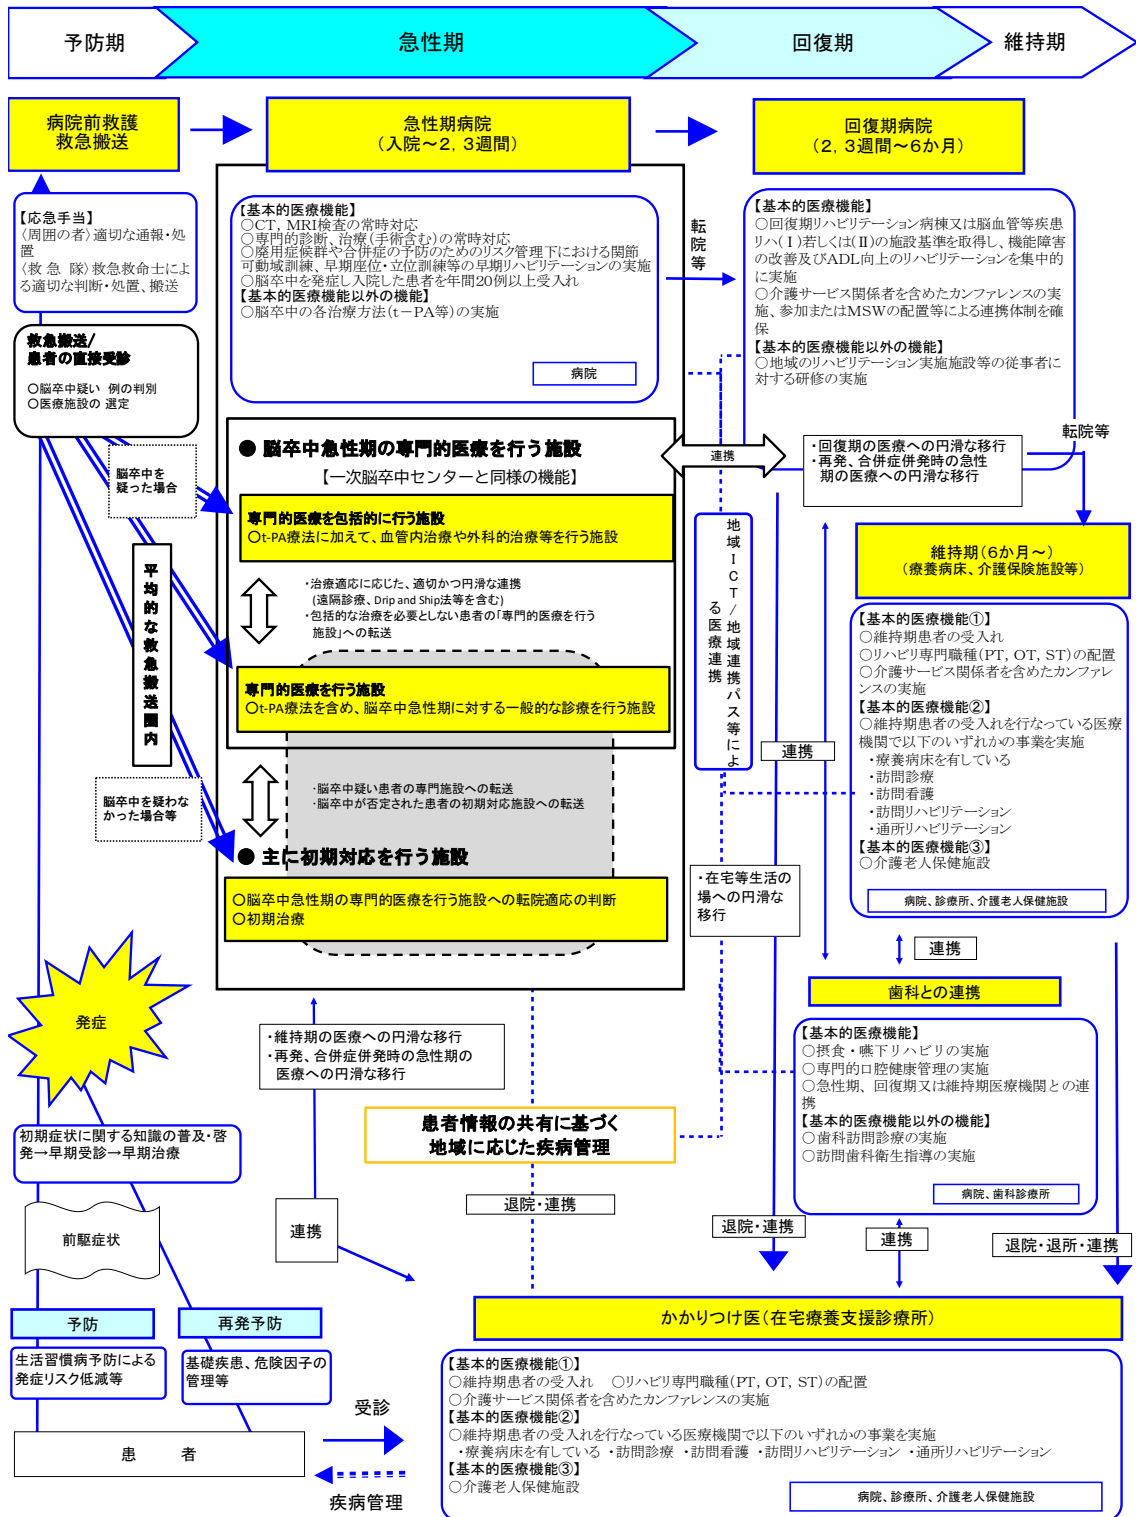 予防期
急性期
回復期
維持期
病院前救護
救急搬送
急性期病院
(入院～2, 3週間)
回復期病院
(2, 3週間～6か月)
【応急手当】
〈周囲の者〉適切な通報・処
置
〈救 急 隊〉救急救命士によ
る適切な判断・処置、搬送
【基本的医療機能】
○CT, MRI検査の常時対応
○専門的診断、治療(手術含む)の常時対応
○廃用症候群や合併症の予防のためのリスク管理下における関節
可動域訓練、早期座位・立位訓練等の早期リハビリテーションの実施
○脳卒中を発症し入院した患者を年間20例以上受入れ
【基本的医療機能以外の機能】
○脳卒中の各治療方法(t－PA等)の実施
病院
転院等
【基本的医療機能】
○回復期リハビリテーション病棟又は脳血管等疾患
リハ(Ⅰ)若しくは(Ⅱ)の施設基準を取得し、機能障害
の改善及びADL向上のリハビリテーションを集中的
に実施
○介護サービス関係者を含めたカンファレンスの実
施、参加またはMSWの配置等による連携体制を確
保
【基本的医療機能以外の機能】
○地域のリハビリテーション実施施設等の従事者に
対する研修の実施
救急搬送/
患者の直接受診
○脳卒中疑い 例の判別
○医療施設の 選定
● 脳卒中急性期の専門的医療を行う施設
【一次脳卒中センターと同様の機能】
連携
・回復期の医療への円滑な移行
・再発、合併症併発時の急性
期の医療への円滑な移行
転院等
脳卒中を
疑った場合
専門的医療を包括的に行う施設
○t-PA療法に加えて、血管内治療や外科的治療等を行う施設
・治療適応に応じた、適切かつ円滑な連携
(遠隔診療、Drip and Ship法等を含む)
・包括的な治療を必要としない患者の「専門的医療を行う
施設」への転送
平均的な救急搬送圏内
専門的医療を行う施設
○t-PA療法を含め、脳卒中急性期に対する一般的な診療を行う施設
地域ICT/地域連携パス等によ
る医療連携
維持期(6か月～)
(療養病床、介護保険施設等)
【基本的医療機能①】
○維持期患者の受入れ
○リハビリ専門職種(PT, OT, ST)の配置
○介護サービス関係者を含めたカンファレ
ンスの実施
【基本的医療機能②】
○維持期患者の受入れを行なっている医療
機関で以下のいずれかの事業を実施
・療養病床を有している
・訪問診療
・訪問看護
・訪問リハビリテーション
・通所リハビリテーション
【基本的医療機能③】
○介護老人保健施設
病院、診療所、介護老人保健施設
連携
脳卒中を疑わな
かった場合等
・脳卒中疑い患者の専門施設への転送
・脳卒中が否定された患者の初期対応施設への転送
● 主に初期対応を行う施設
○脳卒中急性期の専門的医療を行う施設への転院適応の判断
○初期治療
・在宅等生活の
場への円滑な
移行
連携
歯科との連携
発症
・維持期の医療への円滑な移行
・再発、合併症併発時の急性期の
医療への円滑な移行
【基本的医療機能】
○摂食・嚥下リハビリの実施
○専門的口腔健康管理の実施
○急性期、回復期又は維持期医療機関との連
携
【基本的医療機能以外の機能】
○歯科訪問診療の実施
○訪問歯科衛生指導の実施
病院、歯科診療所
患者情報の共有に基づく
地域に応じた疾病管理
初期症状に関する知識の普及・啓
発→早期受診→早期治療
退院・連携
連携
退院・連携
連携
退院・退所・連携
前駆症状
予防
再発予防
生活習慣病予防による
発症リスク低減等
基礎疾患、危険因子の
管理等
かかりつけ医(在宅療養支援診療所)
【基本的医療機能①】
○維持期患者の受入れ ○リハビリ専門職種(PT, OT, ST)の配置
○介護サービス関係者を含めたカンファレンスの実施
【基本的医療機能②】
○維持期患者の受入れを行なっている医療機関で以下のいずれかの事業を実施
・療養病床を有している ・訪問診療 ・訪問看護 ・訪問リハビリテーション ・通所リハビリテーション
【基本的医療機能③】
○介護老人保健施設
病院、診療所、介護老人保健施設
受診
患 者
疾病管理